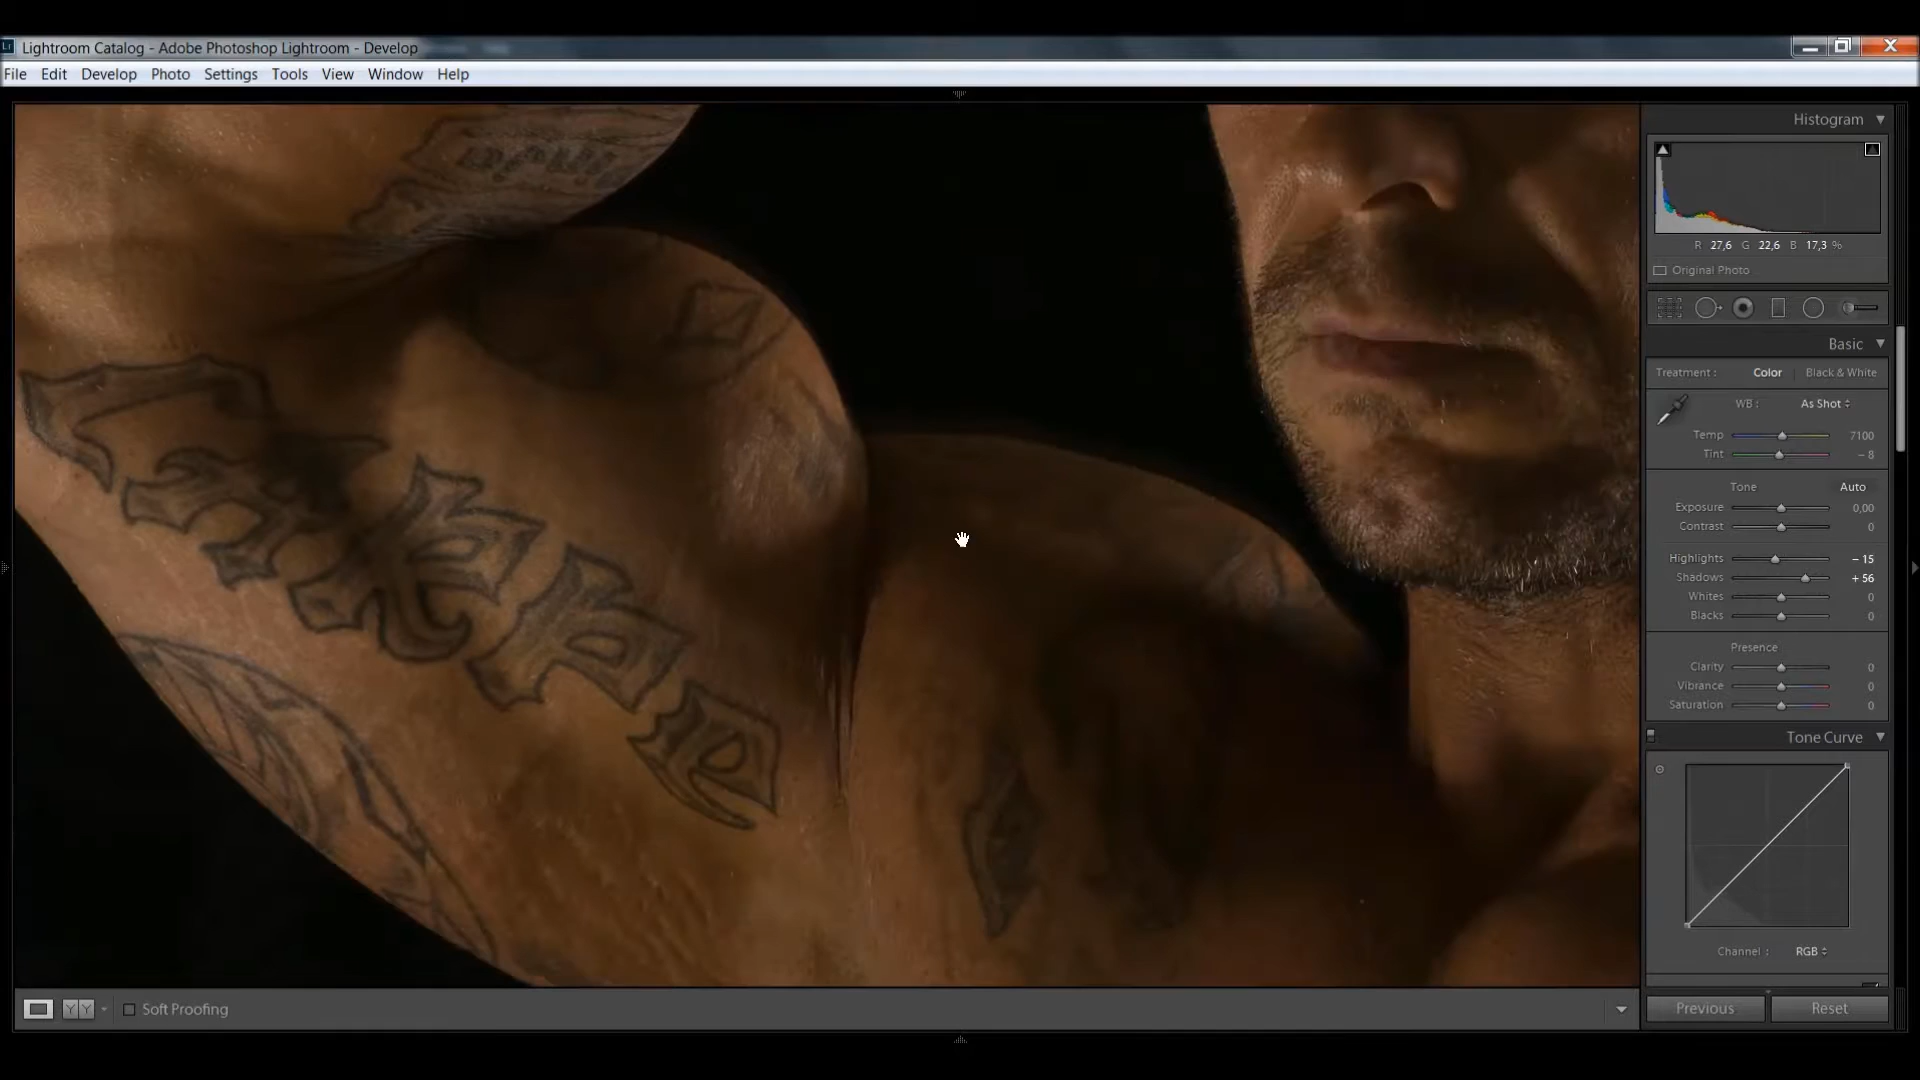 Lightroom Catalog - Adobe Photoshop Lightroom - Develop
File Edit Develop Photo Settings Tools View Window Help
Histogram
R 27,6 G 22,6 B 17,3 %
Original Photo
Basic
Treatment : Color Black & White
WB : As Shot
Temp 7100
Tint – 8
Tone Auto
Exposure 0,00
Contrast 0
Highlights – 15
Shadows + 56
Whites 0
Blacks 0
Presence
Clarity 0
Vibrance 0
Saturation 0
Tone Curve
Channel : RGB
Y Y Soft Proofing
Previous Reset